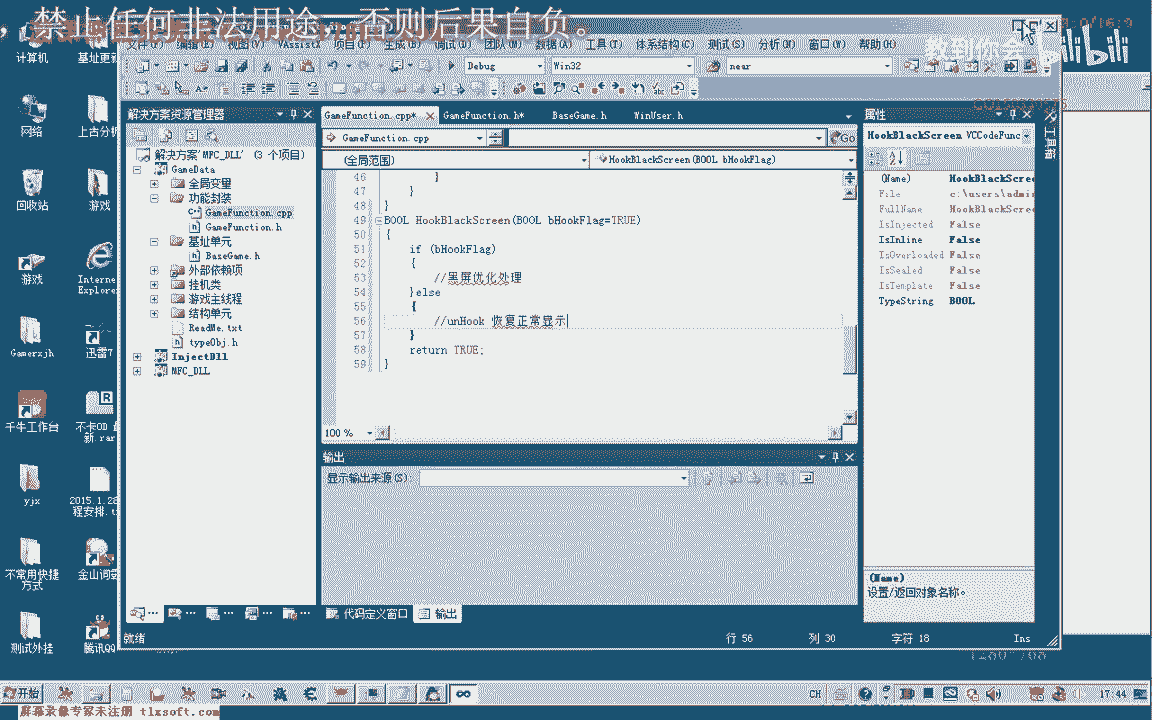 禁止任何非法用途，否则后果自负。
教到你会
bilibili
文件(F) 编辑(E) 视图(V) VAssistX 项目(P) 生成(B) 调试(D) 团队(M) 数据(A) 工具(T) 体系结构(C) 测试(S) 分析(N) 窗口(W) 帮助(H)
Debug Win32 near
计算机
网络
上古分析
回收站
游戏
游戏
Internet
Explorer
Gamerxjh
迅雷7
千牛工作台
不卡OD
新.rar
yjx
2015.1.28
程安排.t
不常用快捷
方式
金山词霸
测试外挂
腾讯QQ
解决方案资源管理器
解决方案'MFC_DLL' (3 个项目)
GameData
全局变量
功能封装
GameFunction.cpp
GameFunction.h
基址单元
BaseGame.h
外部依赖项
挂机类
游戏主线程
结构单元
ReadMe.txt
typeObj.h
InjectDll
MFC_DLL
GameFunction.cpp* GameFunction.h* BaseGame.h WinUser.h
GameFunction.cpp Go
(全局范围) HookBlackScreen(BOOL bHookFlag)
46 }
47 }
48 }
49 BOOL HookBlackScreen(BOOL bHookFlag=TRUE)
50 {
51 if (bHookFlag)
52 {
53 //黑屏优化处理
54 }else
55 {
56 //unHook 恢复正常显示
57 }
58 return TRUE;
59 }
100 %
输出
显示输出来源(S):
代码定义窗口 输出
属性
HookBlackScreen VCCodeFunc
(Name) HookBlackScree
File c:\users\admin
FullName HookBlackScree
IsInjected False
IsInline False
IsOverloaded False
IsSealed False
IsTemplate False
TypeString BOOL
(Name)
设置/返回对象名称。
工具箱
就绪 行 56 列 30 字符 18 Ins
1280*768
开始 CH 17:44
屏幕录像专家未注册 tlxsoft.com